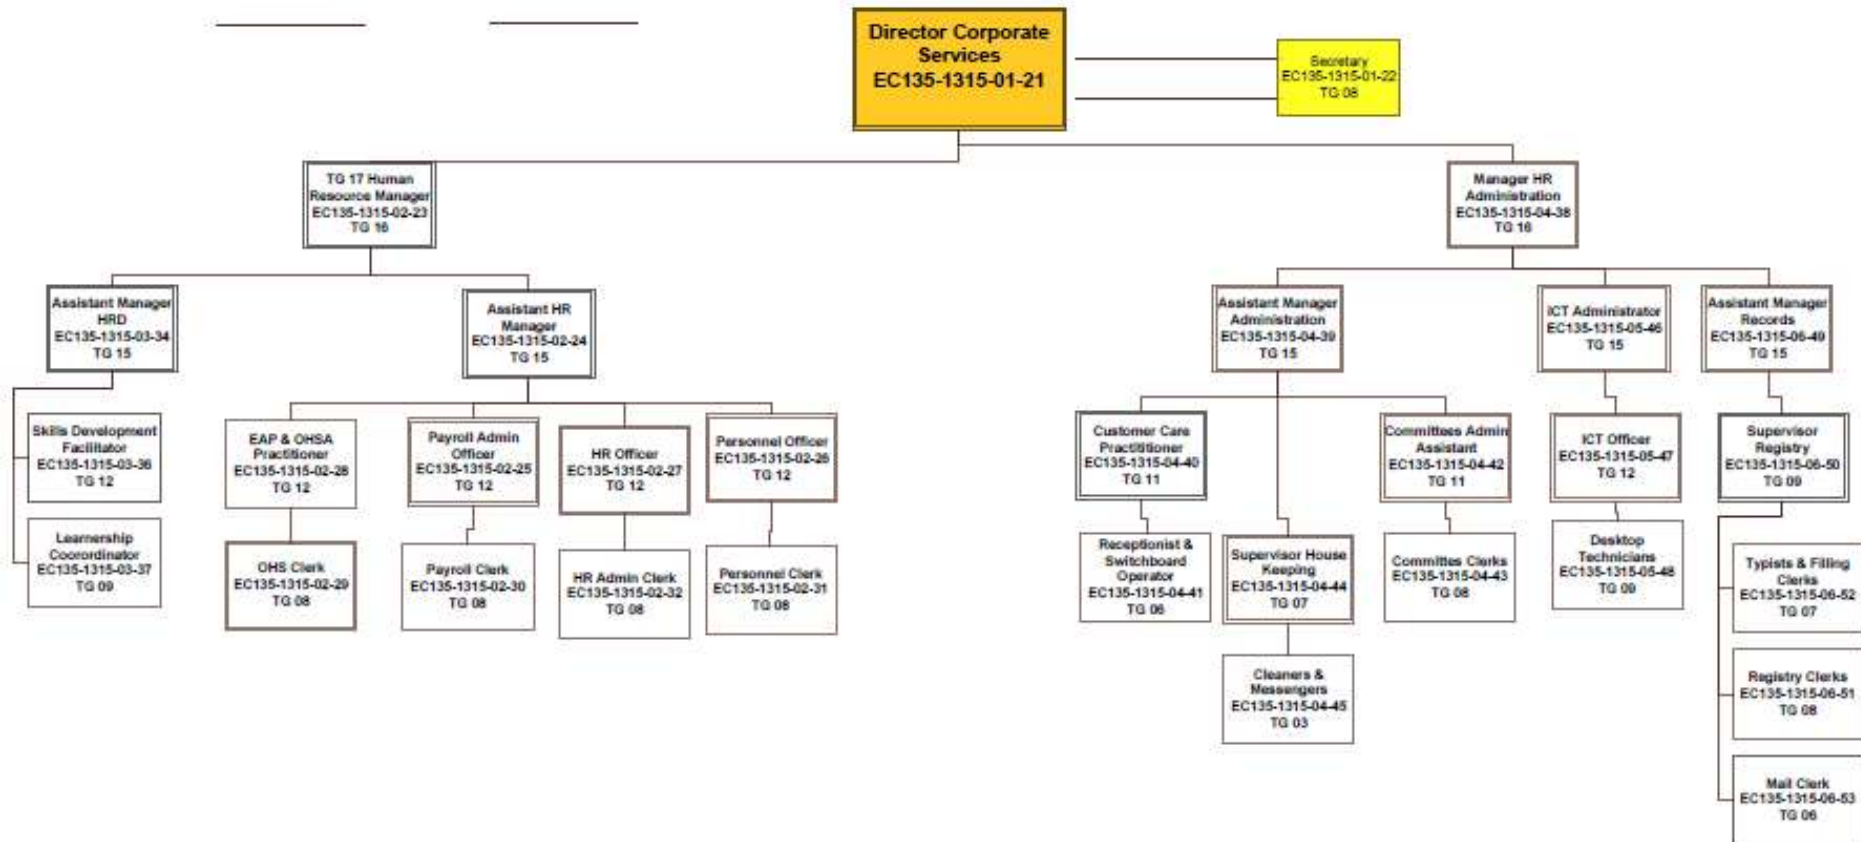 Director Corporate
Services
EC135-1315-01-21
Secretary
EC135-1315-01-22
TG 08
TG 17 Human
Resource Manager
EC135-1315-02-23
TG 16
Manager HR
Administration
EC135-1315-04-38
TG 16
Assistant Manager
HRD
EC135-1315-03-34
TG 15
Assistant HR
Manager
EC135-1315-02-24
TG 15
Assistant Manager
Administration
EC135-1315-04-39
TG 15
ICT Administrator
EC135-1315-05-46
TG 15
Assistant Manager
Records
EC135-1315-06-49
TG 15
Skills Development
Facilitator
EC135-1315-03-36
TG 12
EAP & OHSA
Practitioner
EC135-1315-02-28
TG 12
Payroll Admin
Officer
EC135-1315-02-25
TG 12
HR Officer
EC135-1315-02-27
TG 12
Personnel Officer
EC135-1315-02-26
TG 12
Customer Care
Practititioner
EC135-1315-04-40
TG 11
Committees Admin
Assistant
EC135-1315-04-42
TG 11
ICT Officer
EC135-1315-05-47
TG 12
Supervisor
Registry
EC135-1315-06-50
TG 09
Learnership
Coorordinator
EC135-1315-03-37
TG 09
OHS Clerk
EC135-1315-02-29
TG 08
Payroll Clerk
EC135-1315-02-30
TG 08
HR Admin Clerk
EC135-1315-02-32
TG 08
Personnel Clerk
EC135-1315-02-31
TG 08
Receptionist &
Switchboard
Operator
EC135-1315-04-41
TG 06
Supervisor House
Keeping
EC135-1315-04-44
TG 07
Committes Clerks
EC135-1315-04-43
TG 08
Desktop
Technicians
EC135-1315-05-48
TG 09
Typists & Filling
Clerks
EC135-1315-06-52
TG 07
Cleaners &
Messengers
EC135-1315-04-45
TG 03
Registry Clerks
EC135-1315-06-51
TG 08
Mail Clerk
EC135-1315-06-53
TG 06